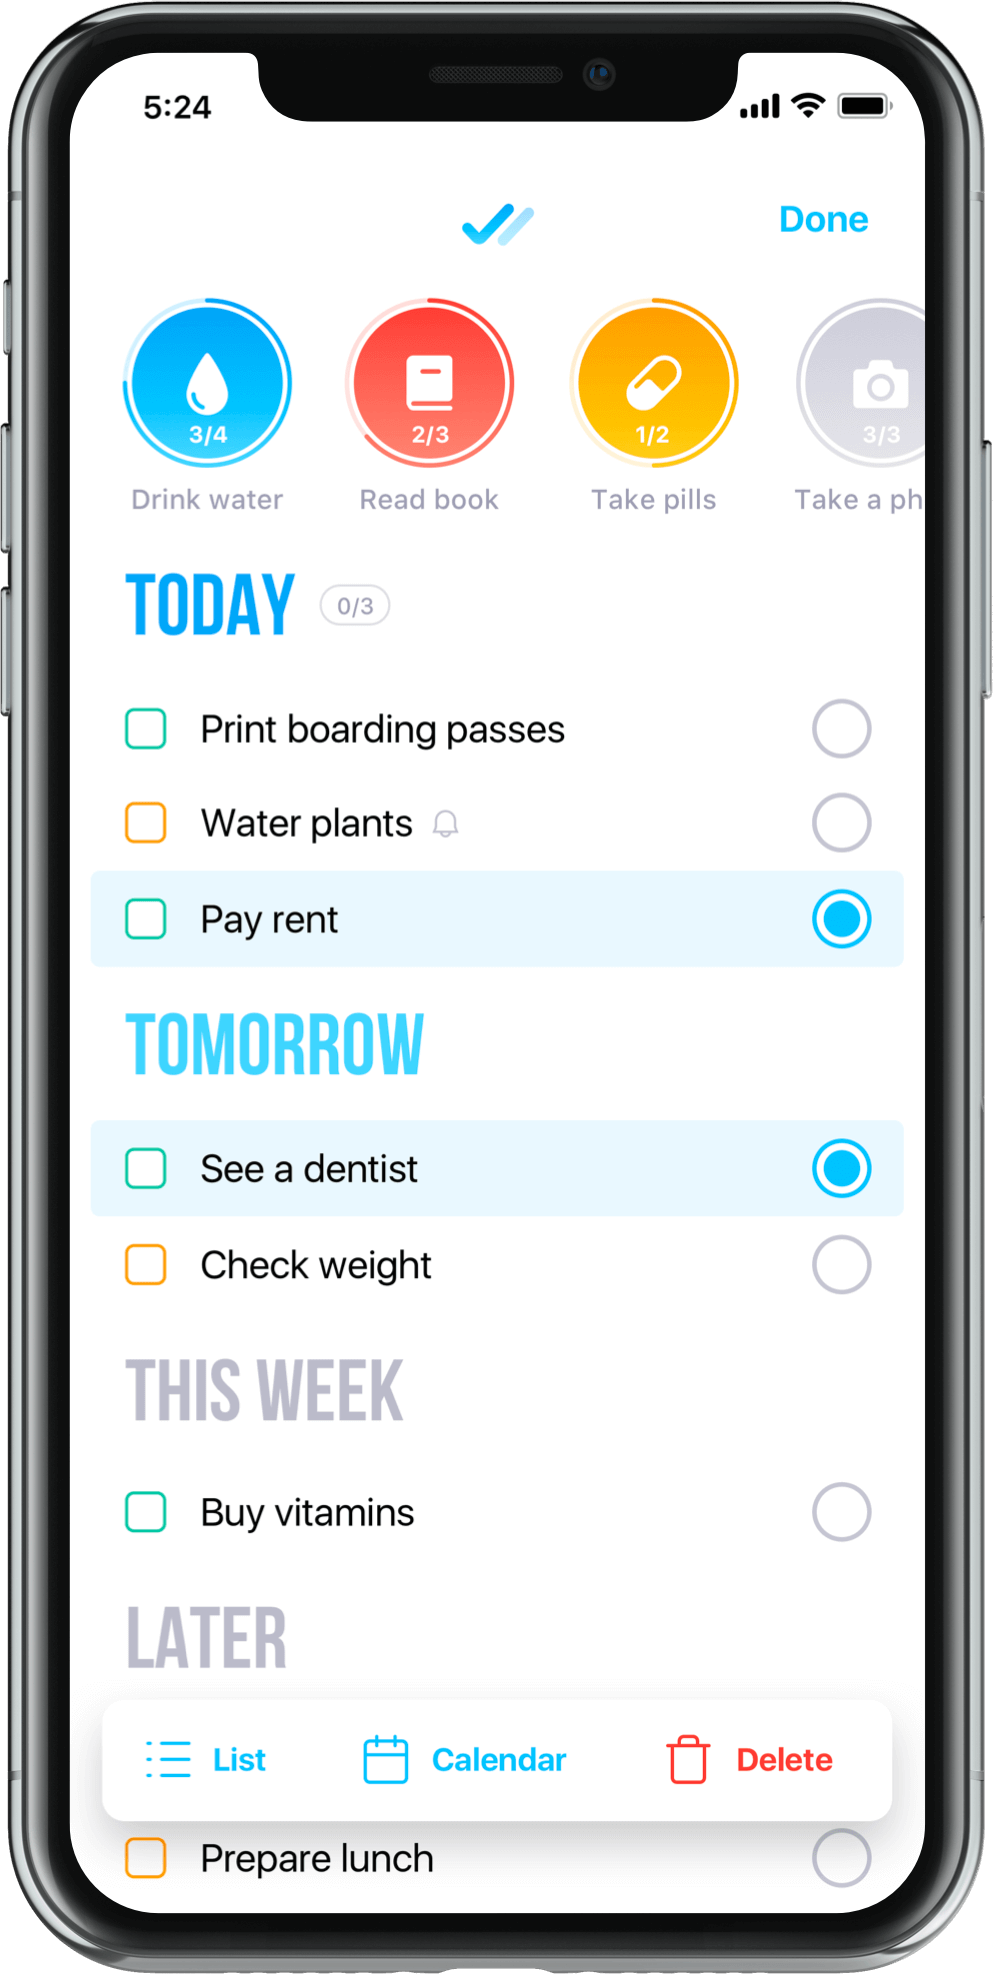 5:24
Done
3/4
2/3
1/2
3/3
Drink water
Read book
Take pills
Take a ph
TODAY
0/3
Print boarding passes
Water plants
Pay rent
TOMORROW
See a dentist
Check weight
THIS WEEK
Buy vitamins
LATER
List
Calendar
Delete
Prepare lunch